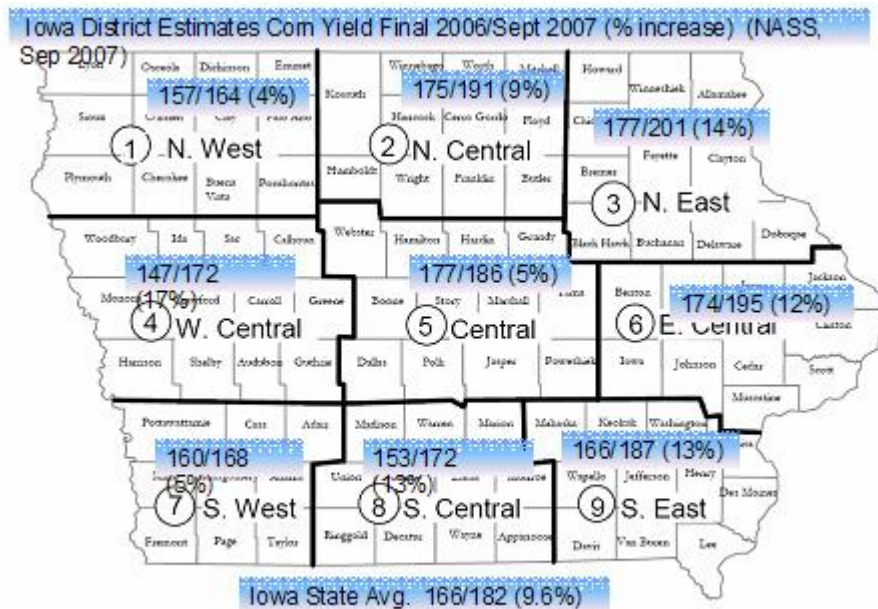 Iowa District Estimates Corn Yield Final 2006/Sept 2007 (% increase) (NASS,
Sep 2007)
Osceola Dickinson Emmet Winnebago Worth Mitchell Howard
Winneshiek Allamakee
157/164 (4%) Kossuth 175/191 (9%)
Sioux Clay Hancock Cerro Gordo Floyd 177/201 (14%)
1 N. West 2 N. Central Fayette Clayton
Bremer
Plymouth Cherokee Buena Vista Pocahontas Humboldt Wright Franklin Butler 3 N. East
Woodbury Ida Sac Calhoun Webster Hamilton Hardin Grundy Black Hawk Buchanan Delaware Dubuque
147/172 (17%) 177/186 (5%) Benton Jackson
Carroll Greene Boone Story Marshall 174/195 (12%)
4 W. Central 5 Central 6 E. Central Clinton
Harrison Shelby Audubon Guthrie Dallas Polk Jasper Poweshiek Iowa Johnson Cedar Scott
Muscatine
Pottawattamie Cass Adair Madison Warren Marion Mahaska Keokuk Washington
160/168 (5%) 153/172 (13%) 166/187 (13%)
Union Wapello Jefferson Henry
7 S. West 8 S. Central 9 S. East Des Moines
Fremont Page Taylor Ringgold Decatur Wayne Appanoose Davis Van Buren Lee
Iowa State Avg. 166/182 (9.6%)